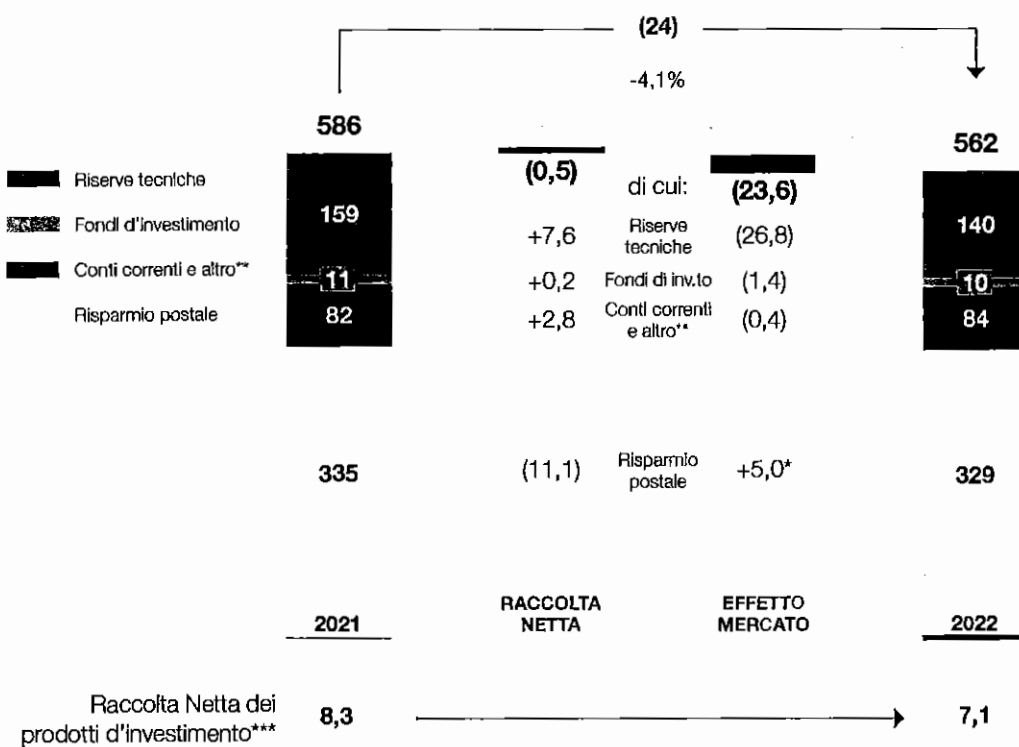 (24)
-4,1%
586
562
Riserve tecniche
Fondi d'investimento
Conti correnti e altro**
Risparmio postale
159
11
82
(0,5)
di cui:
(23,6)
+7,6
Riserve
tecniche
(26,8)
+0,2
Fondi di inv.to
(1,4)
+2,8
Conti correnti
e altro**
(0,4)
140
10
84
335
(11,1)
Risparmio
postale
+5,0*
329
2021
RACCOLTA
NETTA
EFFETTO
MERCATO
2022
Raccolta Netta dei
prodotti d'investimento***
8,3
7,1